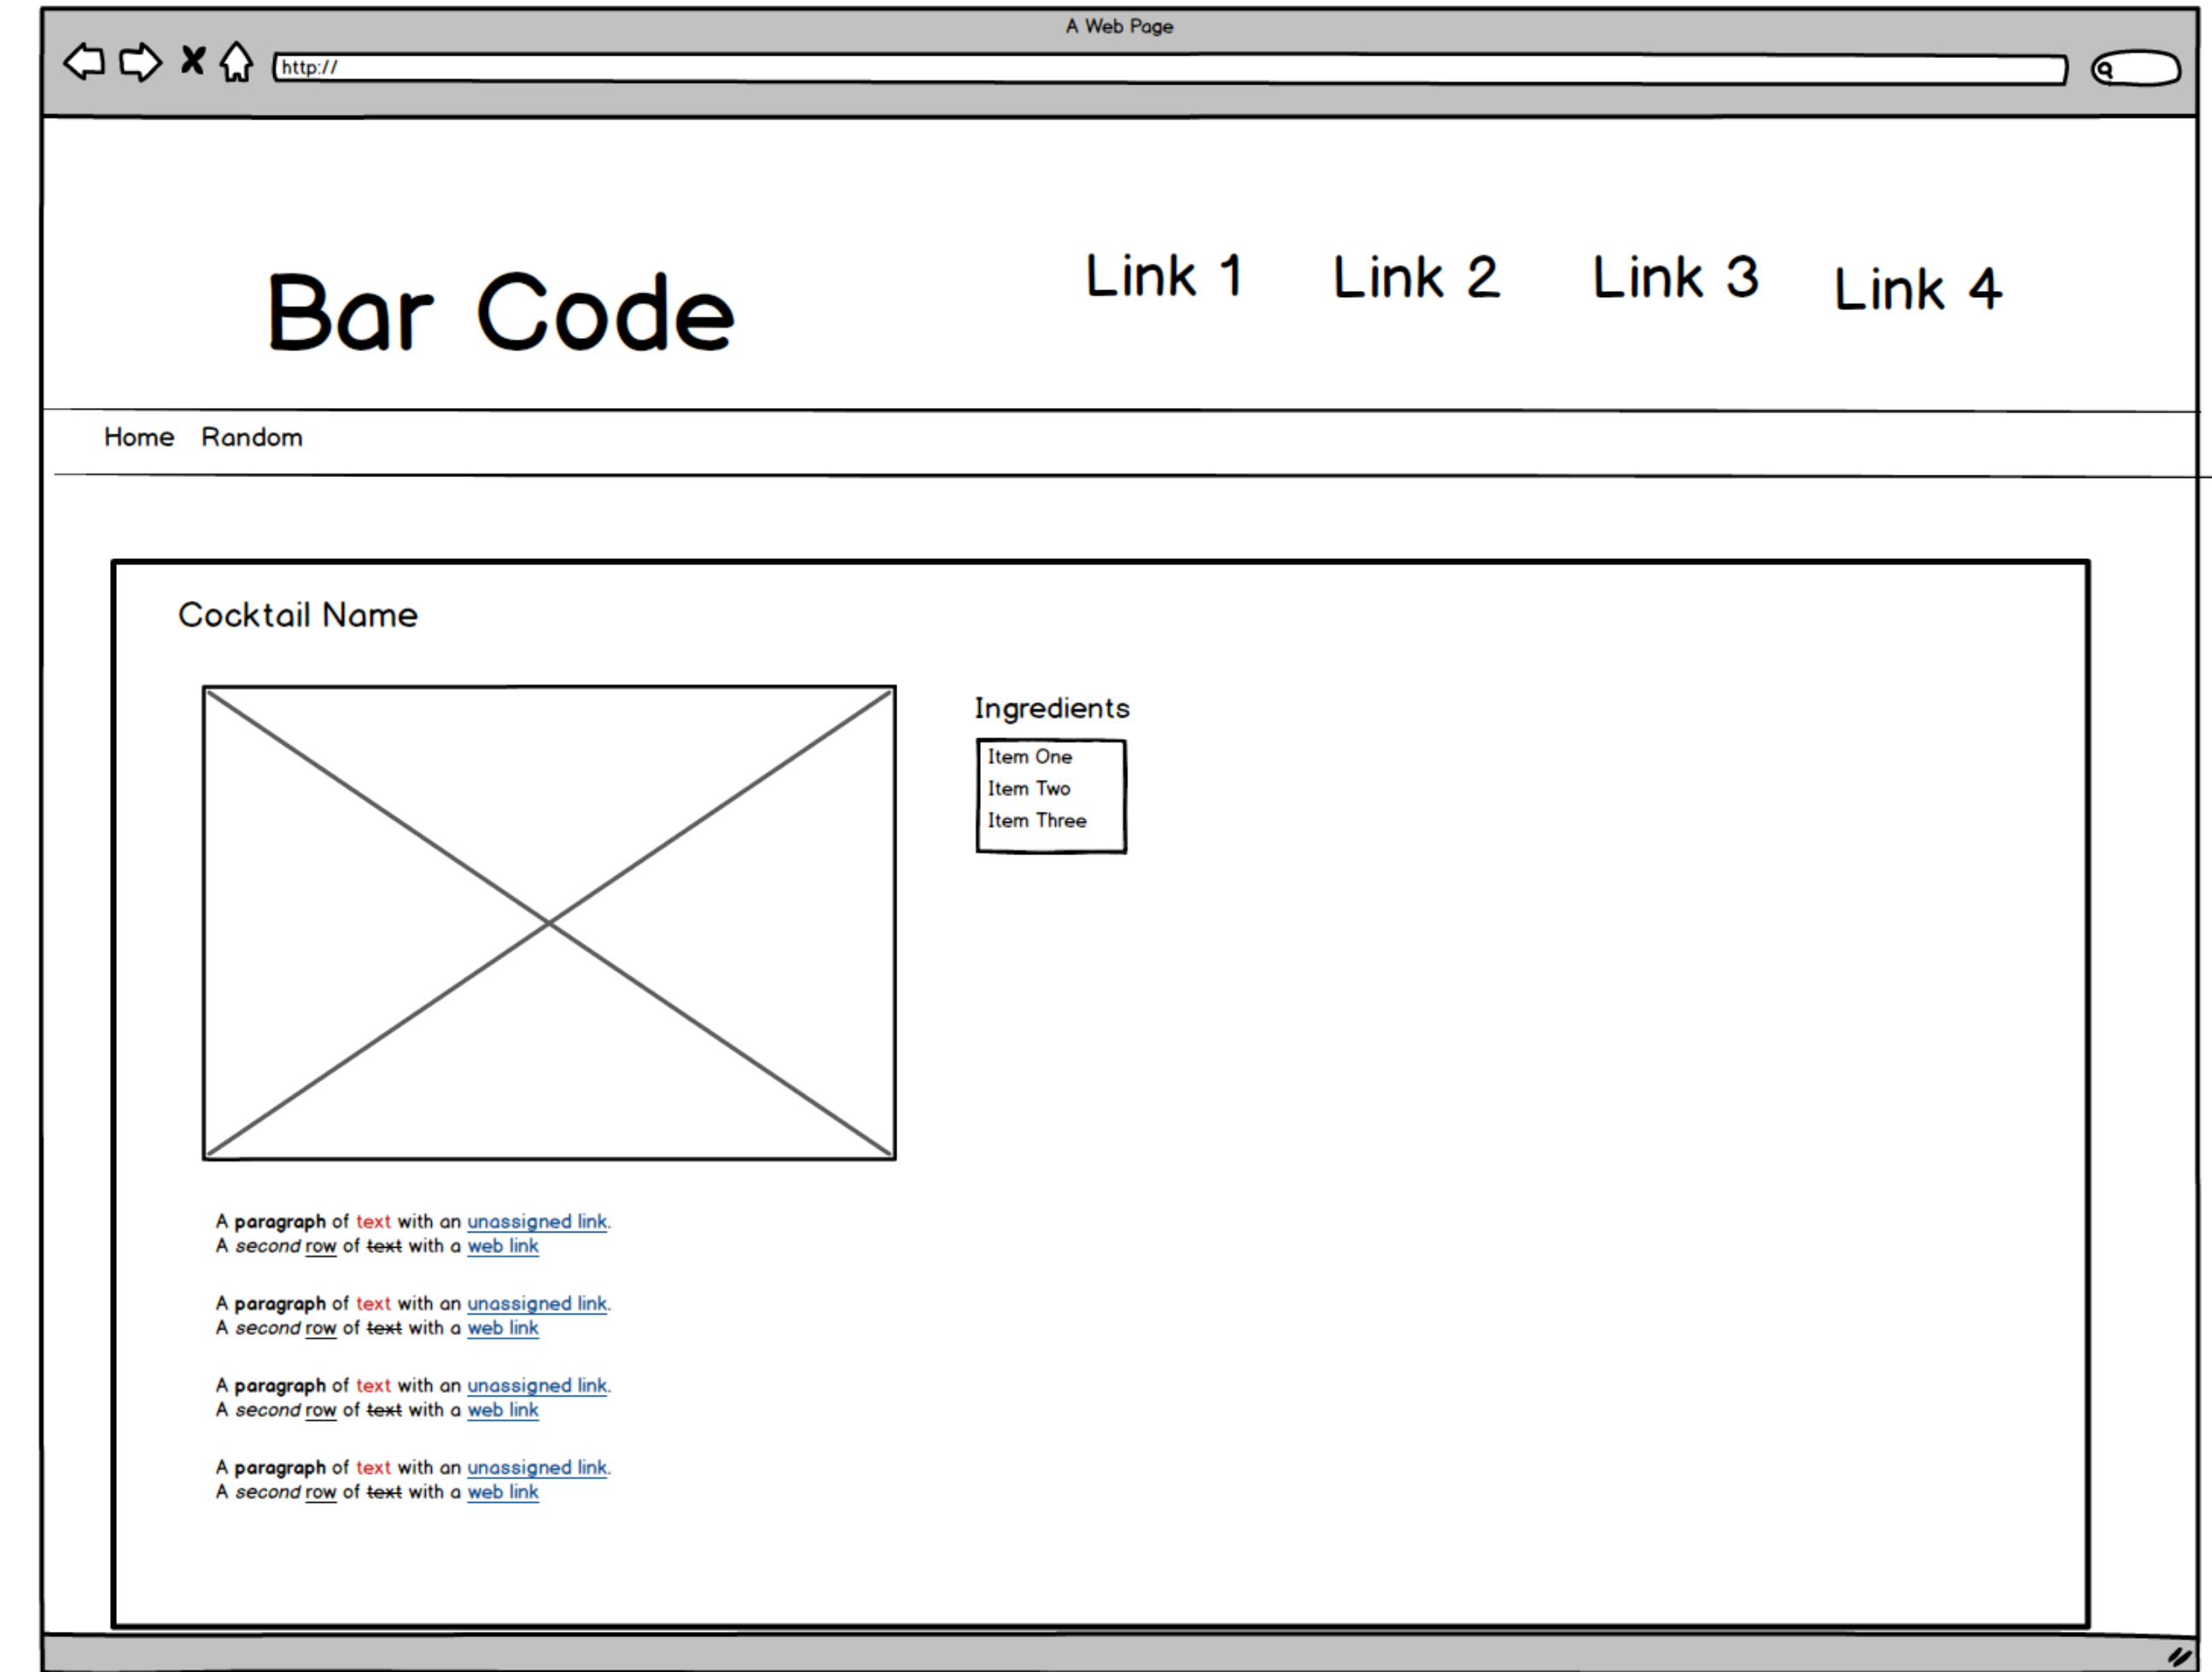 A Web Page
http://
Bar Code
Link 1 Link 2 Link 3 Link 4
Home Random
Cocktail Name
Ingredients
Item One
Item Two
Item Three
A paragraph of text with an unassigned link.
A second row of text with a web link
A paragraph of text with an unassigned link.
A second row of text with a web link
A paragraph of text with an unassigned link.
A second row of text with a web link
A paragraph of text with an unassigned link.
A second row of text with a web link